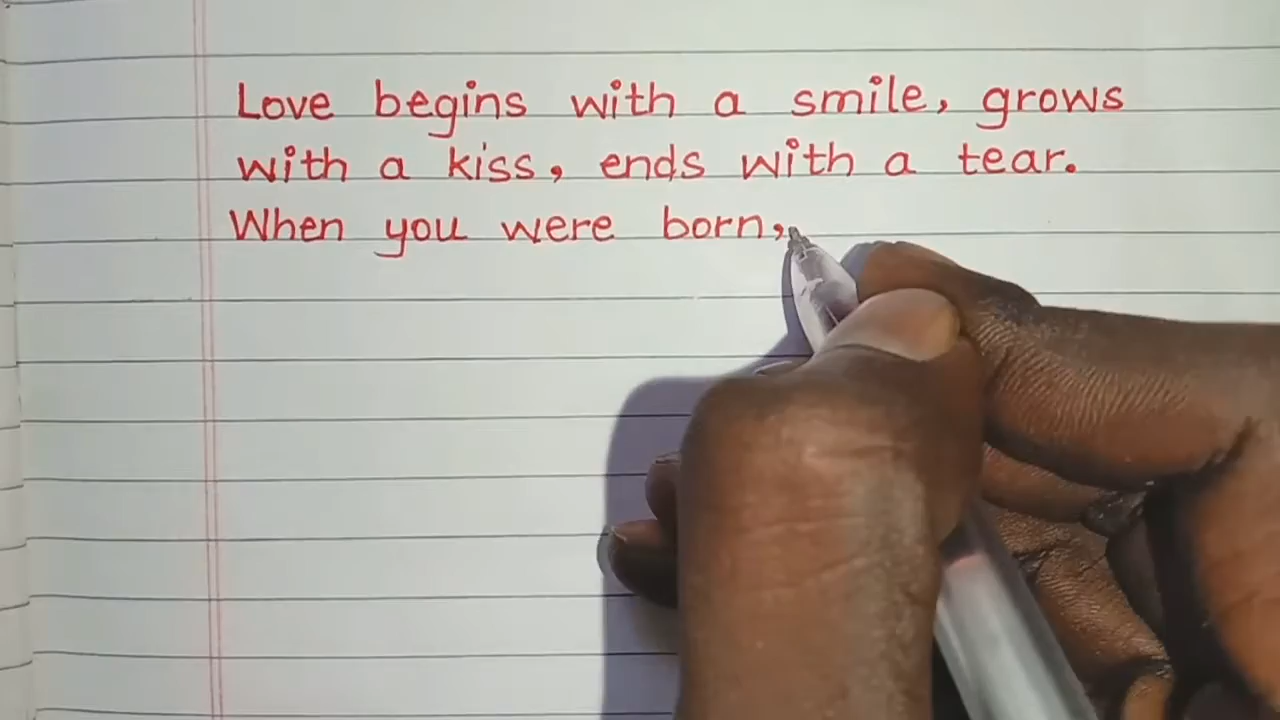 Love begins with a smile, grows
with a kiss, ends with a tear.
When you were born,